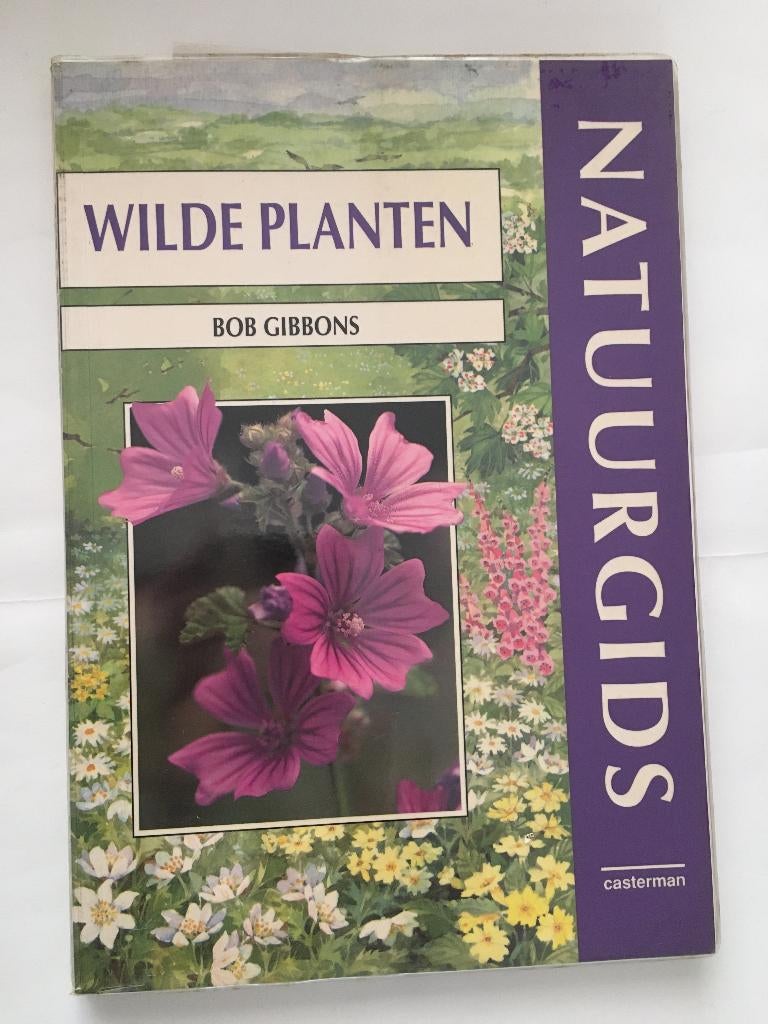 WILDE PLANTEN
BOB GIBBONS
NATUURGIDS
casterman